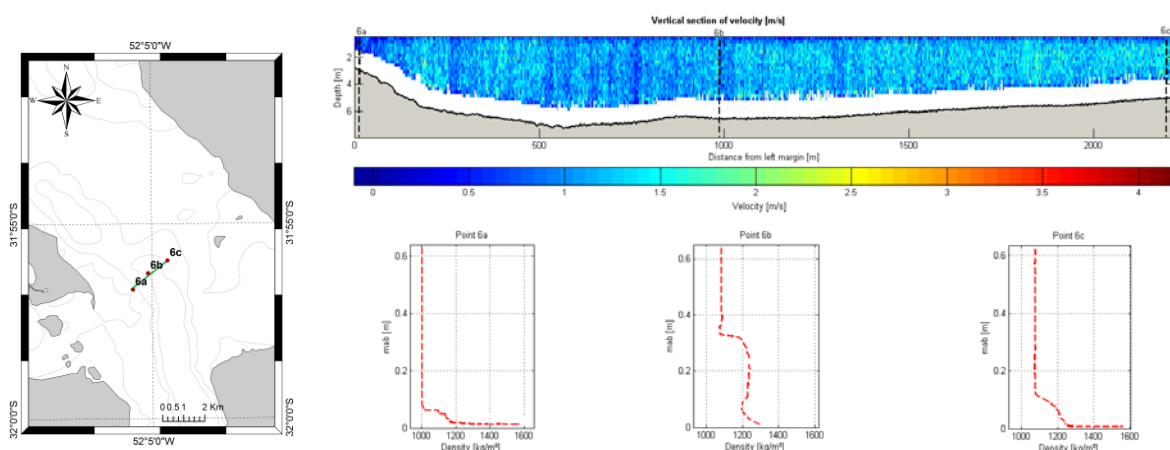 52°5'0"W
N
W E
S
31°55'0"S
31°55'0"S
6c
6b
6a
0 0.5 1 2 Km
32°0'0"S
32°0'0"S
52°5'0"W
Vertical section of velocity [m/s]
6a 6b 6c
Depth [m]
2
4
6
0 500 1000 1500 2000
Distance from left margin [m]
0 0.5 1 1.5 2 2.5 3 3.5 4
Velocity [m/s]
Point 6a
mab [m]
0.6
0.4
0.2
0
1000 1200 1400 1600
Density [kg/m³]
Point 6b
mab [m]
0.6
0.4
0.2
0
1000 1200 1400 1600
Density [kg/m³]
Point 6c
mab [m]
0.6
0.4
0.2
0
1000 1200 1400 1600
Density [kg/m³]